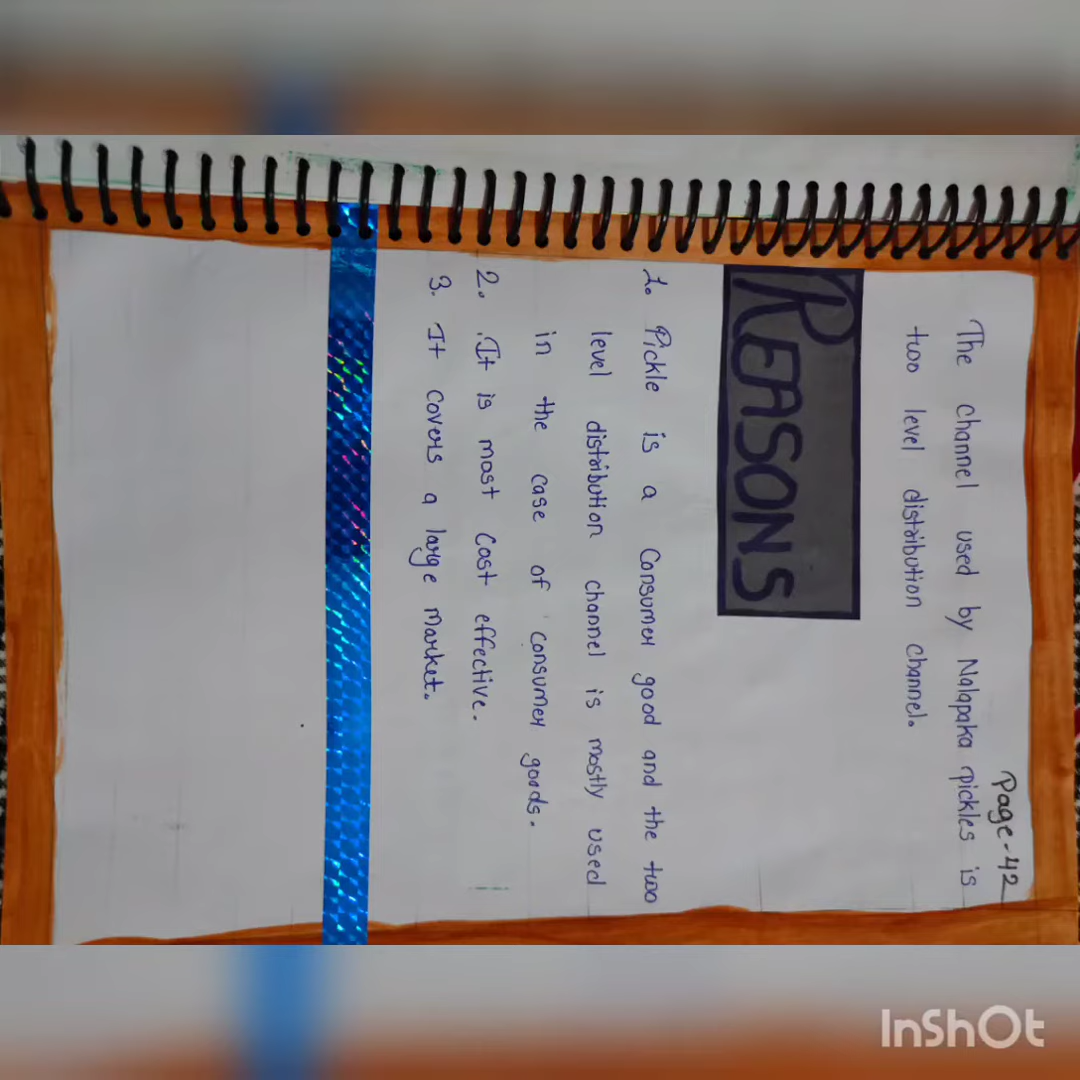 Page-42
The channel used by Nalapaka pickles is
two level distribution channel.
REASONS
1. Pickle is a Consumer good and the two
level distribution channel is mostly used
in the case of consumer goods.
2. .It is most Cost effective.
3. It Covers a large Market.
InShOt